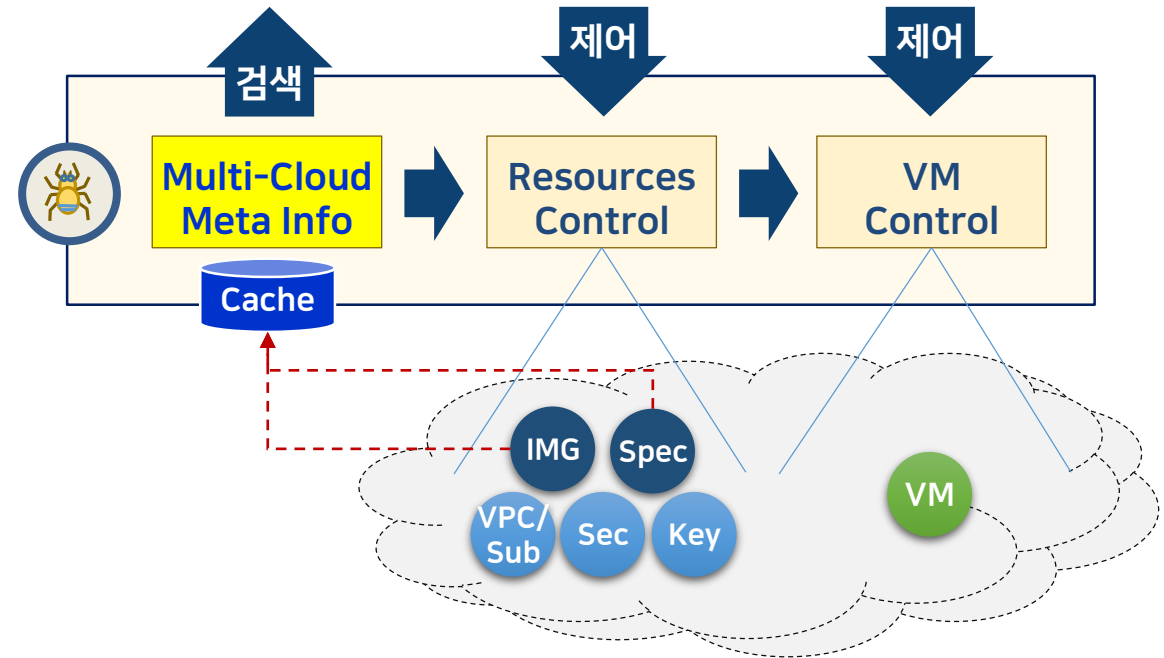 검색
제어
제어
Multi-Cloud
Meta Info
Resources
Control
VM
Control
Cache
IMG
Spec
VPC/
Sub
Sec
Key
VM